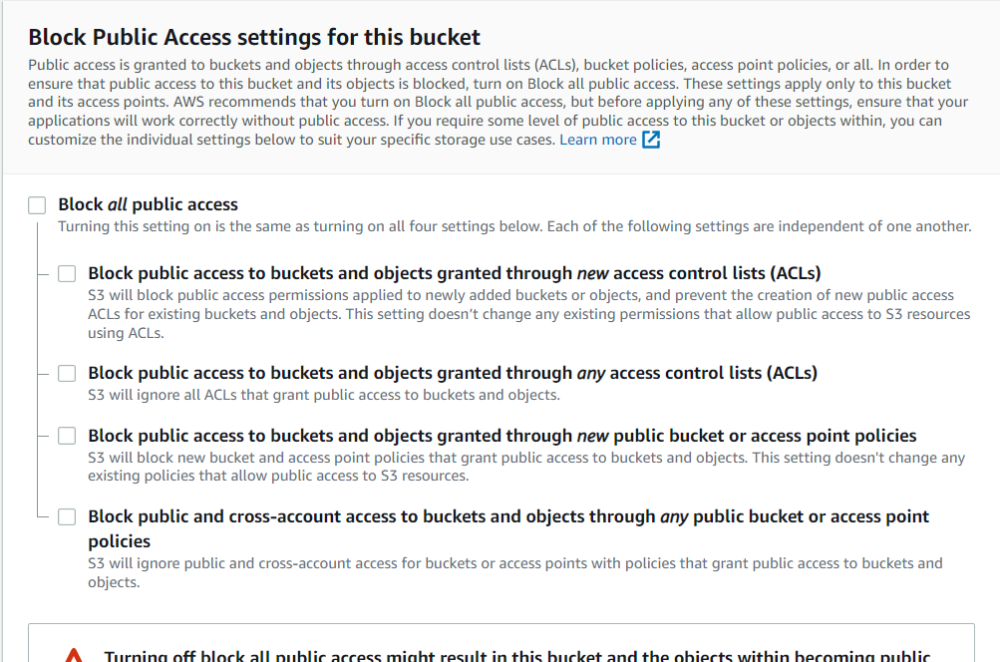 Block Public Access settings for this bucket
Public access is granted to buckets and objects through access control lists (ACLs), bucket policies, access point policies, or all. In order to
ensure that public access to this bucket and its objects is blocked, turn on Block all public access. These settings apply only to this bucket
and its access points. AWS recommends that you turn on Block all public access, but before applying any of these settings, ensure that your
applications will work correctly without public access. If you require some level of public access to this bucket or objects within, you can
customize the individual settings below to suit your specific storage use cases. Learn more
Block all public access
Turning this setting on is the same as turning on all four settings below. Each of the following settings are independent of one another.
Block public access to buckets and objects granted through new access control lists (ACLs)
S3 will block public access permissions applied to newly added buckets or objects, and prevent the creation of new public access
ACLs for existing buckets and objects. This setting doesn't change any existing permissions that allow public access to S3 resources
using ACLs.
Block public access to buckets and objects granted through any access control lists (ACLs)
S3 will ignore all ACLs that grant public access to buckets and objects.
Block public access to buckets and objects granted through new public bucket or access point policies
S3 will block new bucket and access point policies that grant public access to buckets and objects. This setting doesn't change any
existing policies that allow public access to S3 resources.
Block public and cross-account access to buckets and objects through any public bucket or access point
policies
S3 will ignore public and cross-account access for buckets or access points with policies that grant public access to buckets and
objects.
Turning off block all public access might result in this bucket and the objects within becoming public